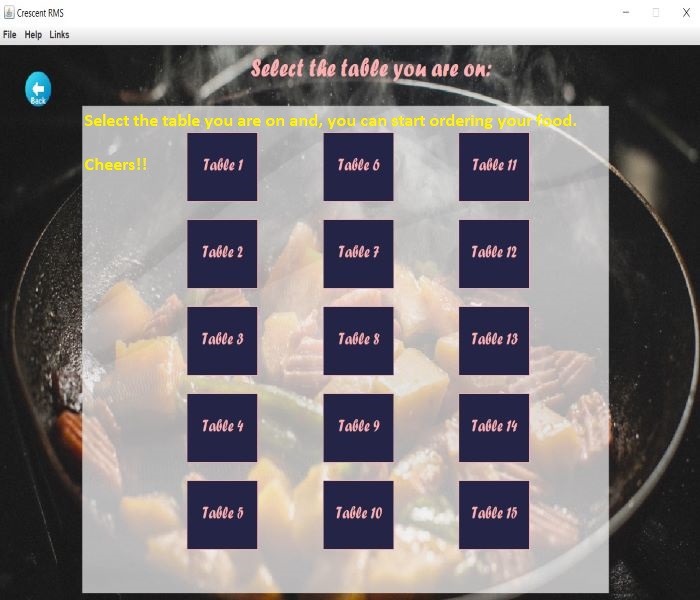 Crescent RMS
File Help Links
Select the table you are on:
Back
Select the table you are on and, you can start ordering your food.
Cheers!!
Table 1 Table 6 Table 11
Table 2 Table 7 Table 12
Table 3 Table 8 Table 13
Table 4 Table 9 Table 14
Table 5 Table 10 Table 15